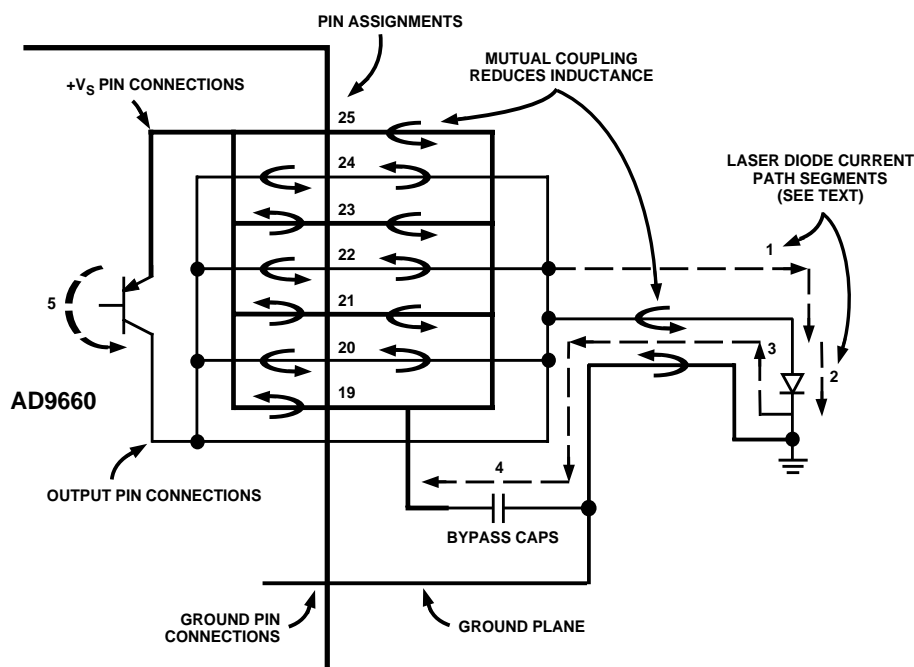 PIN ASSIGNMENTS
MUTUAL COUPLING
REDUCES INDUCTANCE
+VS PIN CONNECTIONS
LASER DIODE CURRENT
PATH SEGMENTS
(SEE TEXT)
25
24
23
22
21
20
19
1
2
3
4
5
AD9660
OUTPUT PIN CONNECTIONS
BYPASS CAPS
GROUND PIN
CONNECTIONS
GROUND PLANE